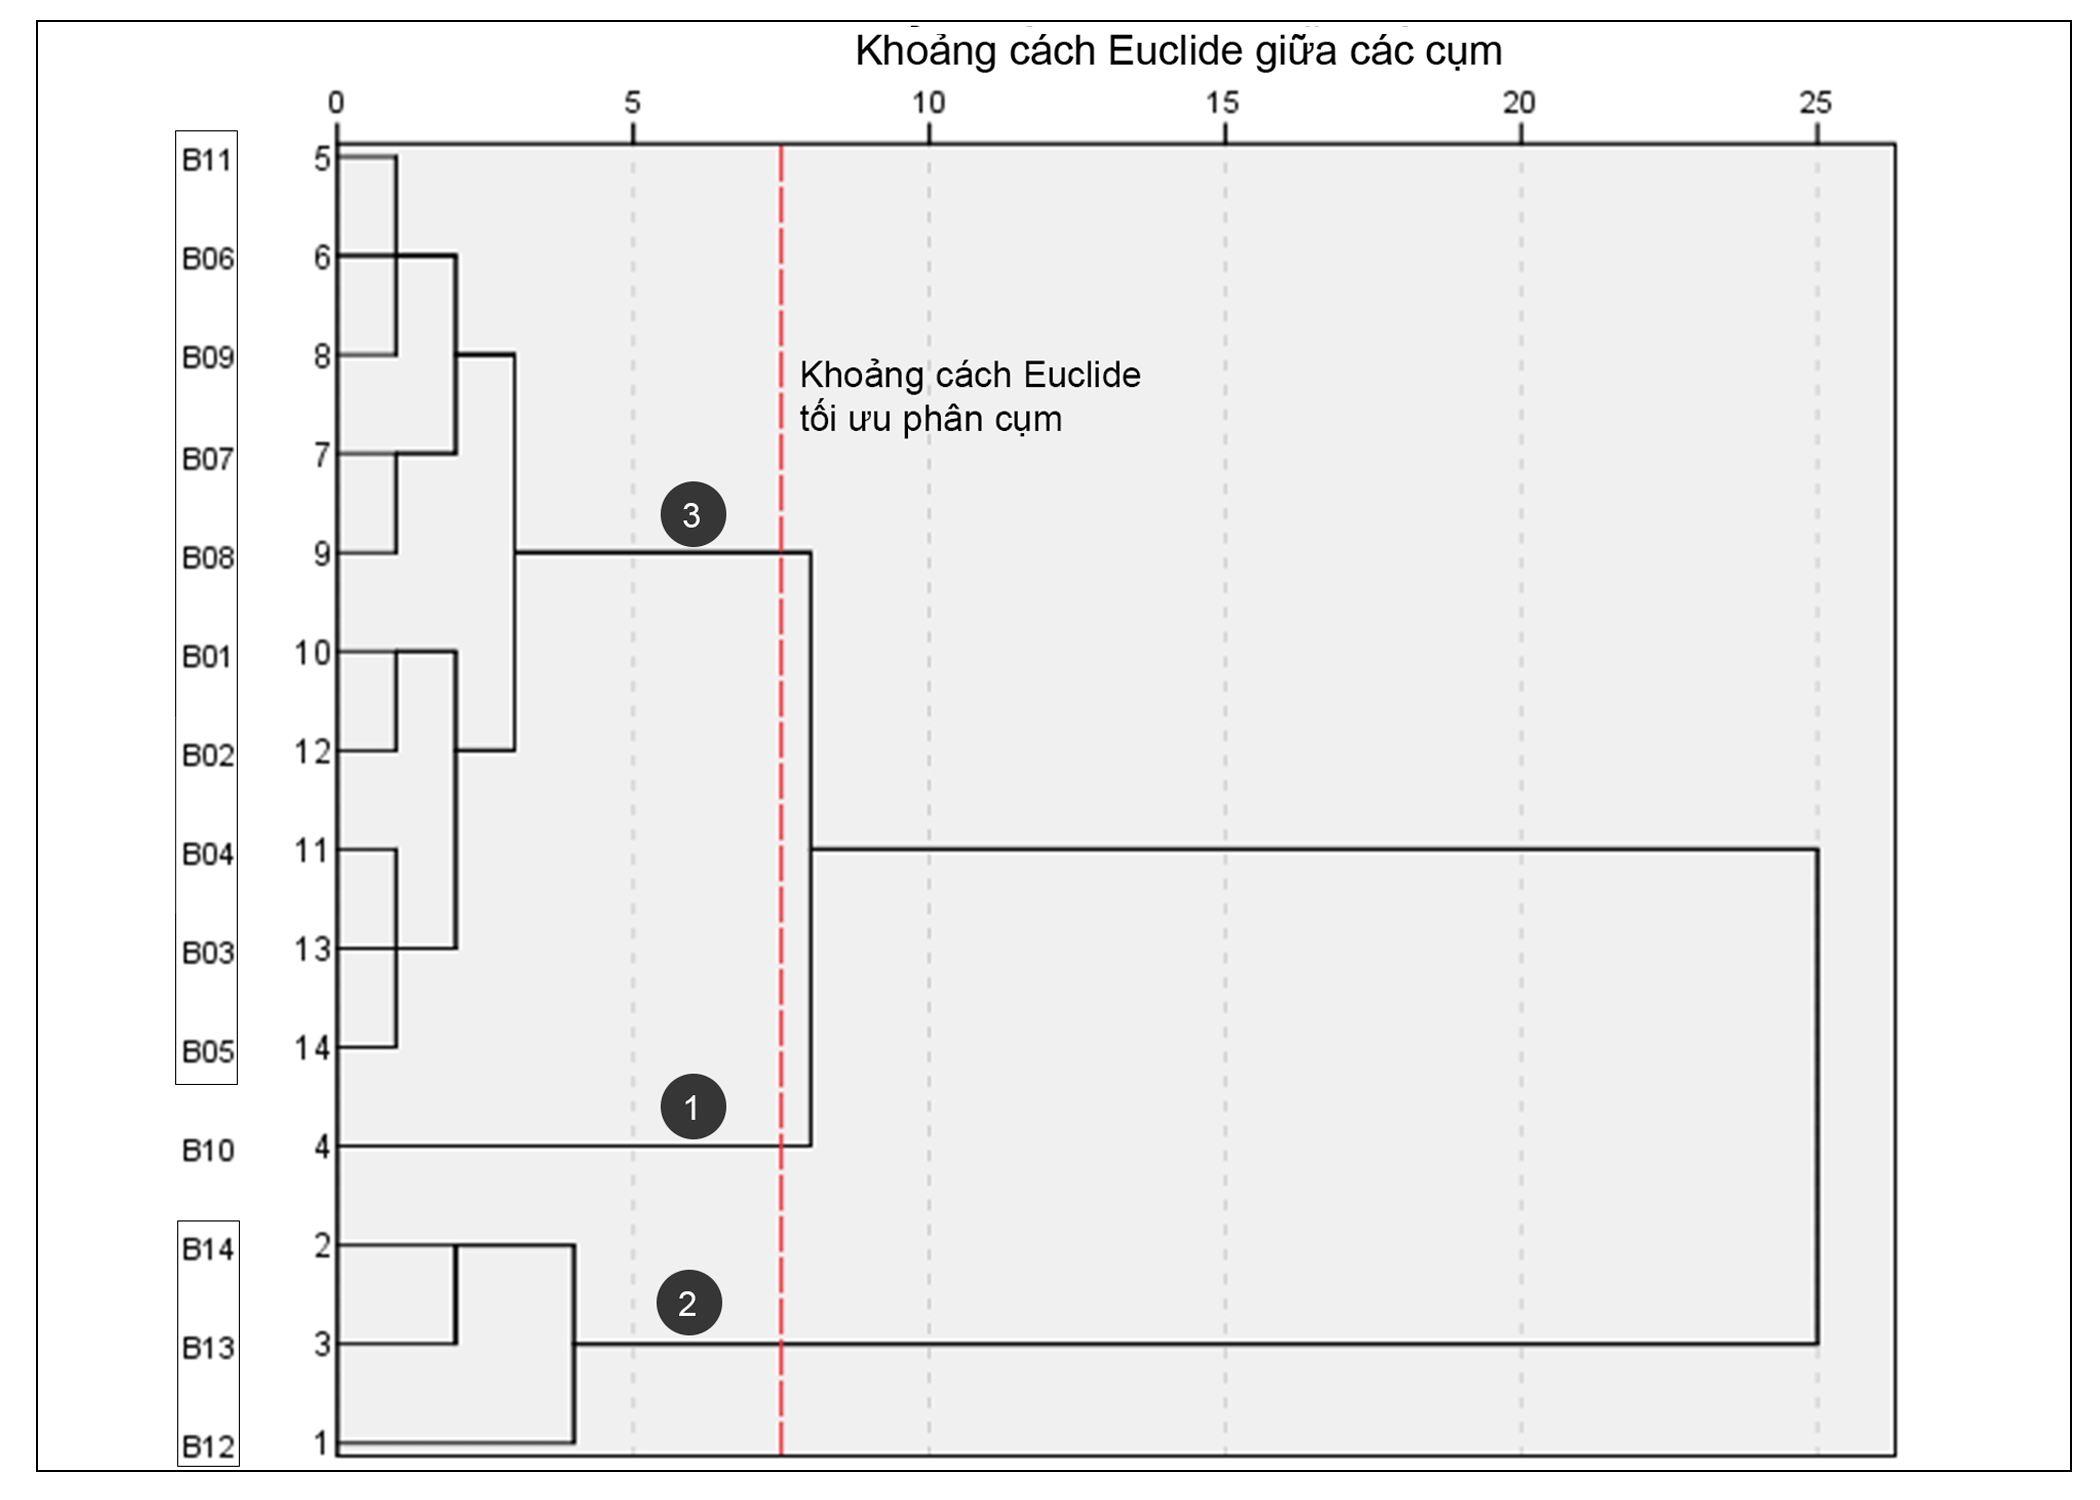 Khoảng cách Euclide giữa các cụm
0 5 10 15 20 25
B11 5
B06 6
B09 8
Khoảng cách Euclide
tối ưu phân cụm
B07 7
3
B08 9
B01 10
B02 12
B04 11
B03 13
B05 14
1
B10 4
B14 2
2
B13 3
B12 1